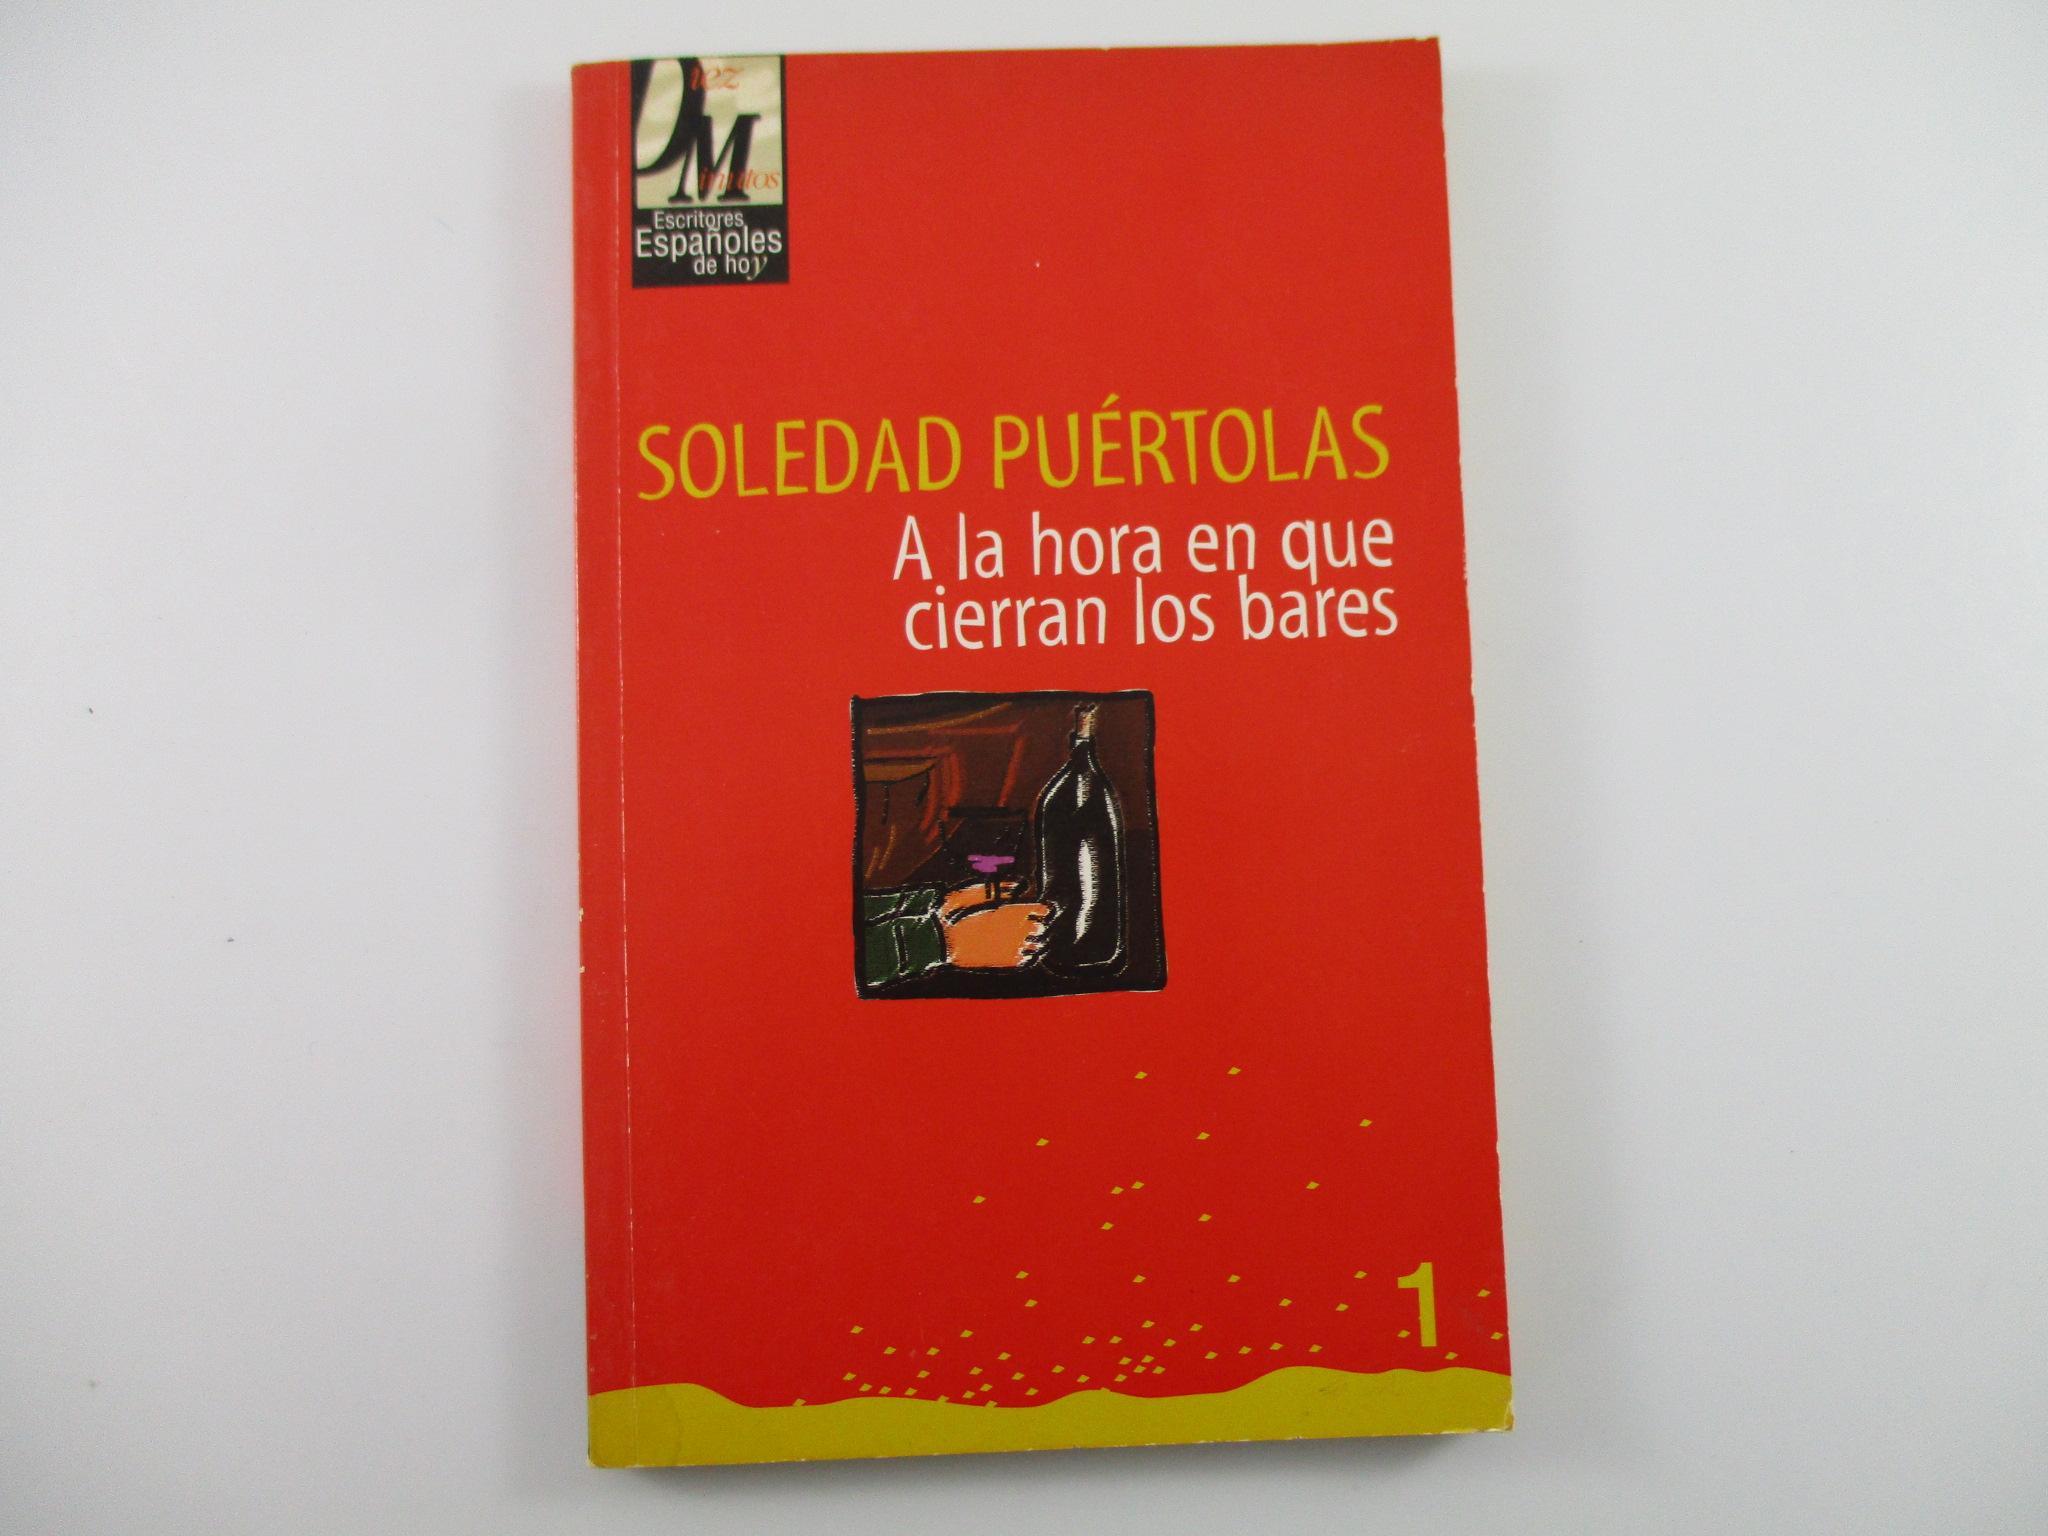 Diez
Minutos
Escritores
Españoles
de hoy
SOLEDAD PUÉRTOLAS
A la hora en que
cierran los bares
1